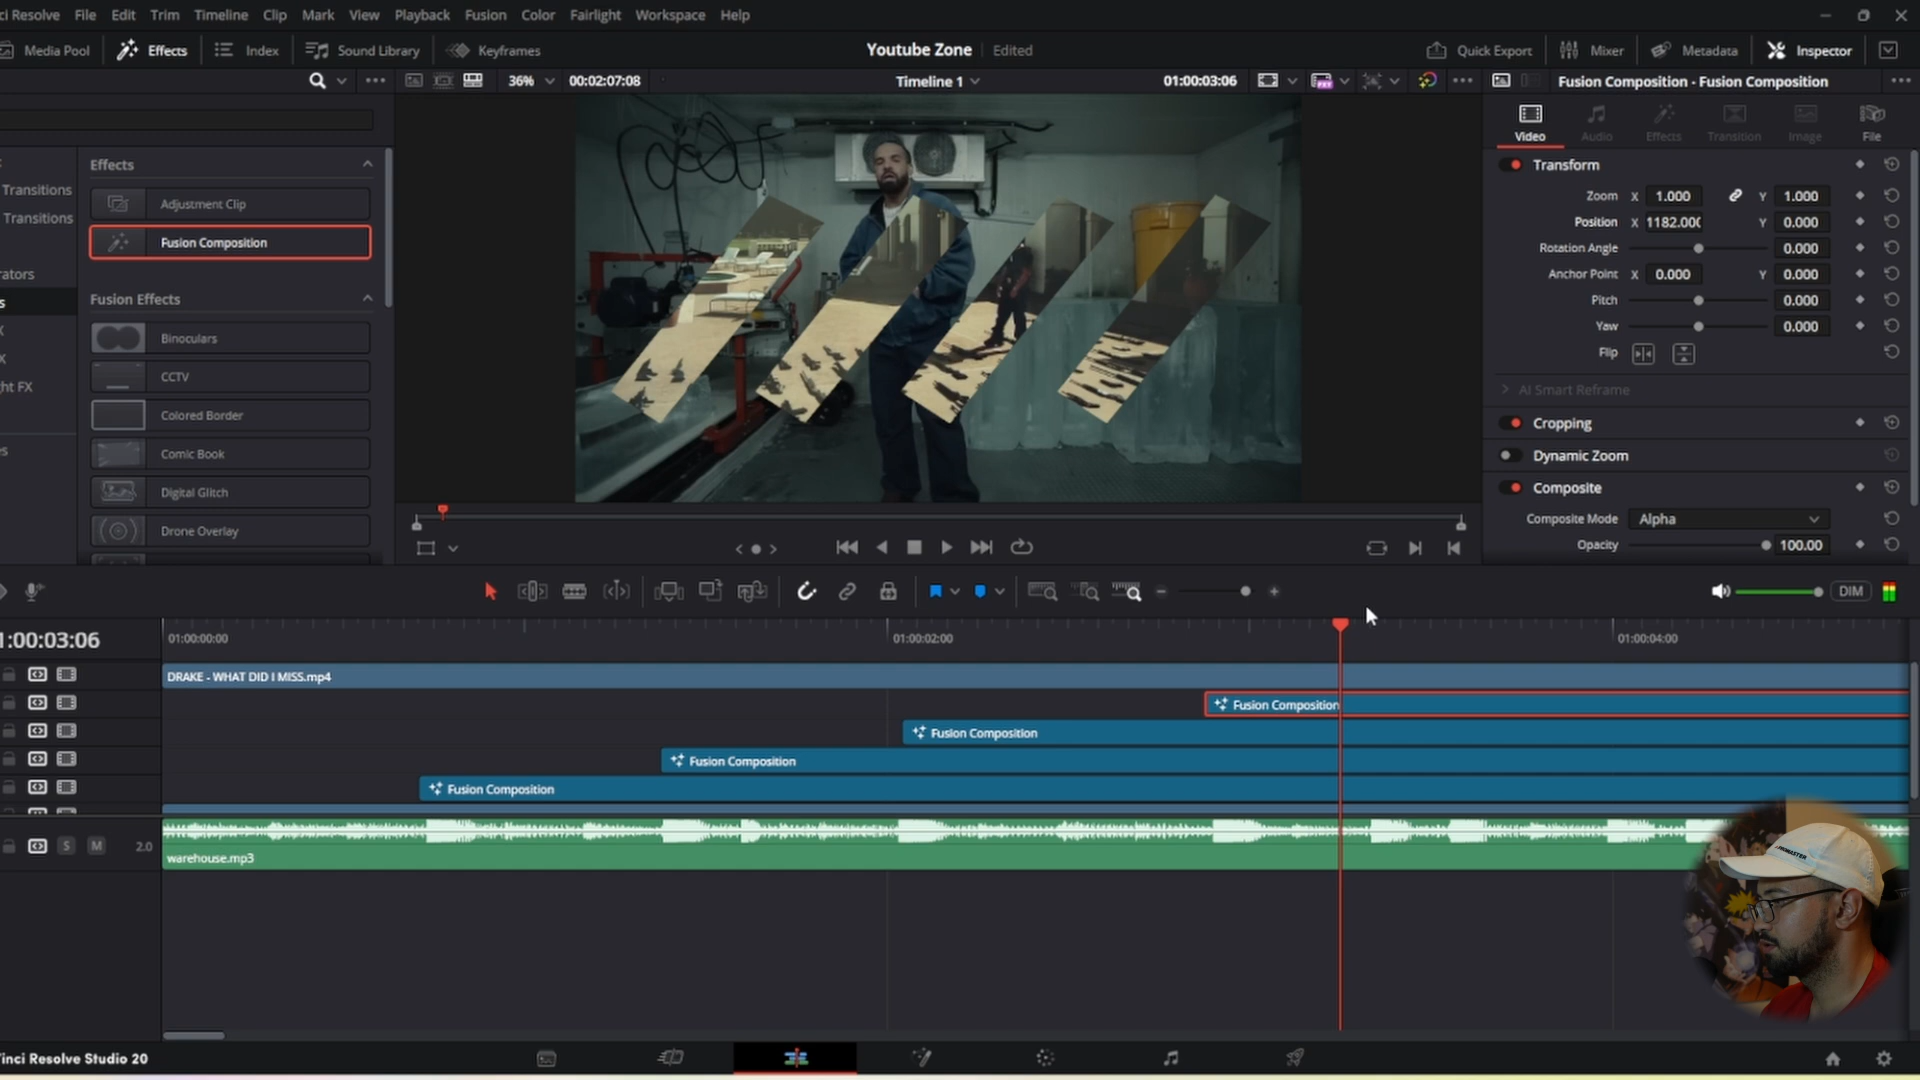 ci Resolve File Edit Trim Timeline Clip Mark View Playback Fusion Color Fairlight Workspace Help
Media Pool Effects Index Sound Library Keyframes Youtube Zone Edited Quick Export Mixer Metadata Inspector
36% 00:02:07:08 Timeline 1 01:00:03:06 Fusion Composition - Fusion Composition
Video Audio Effects Transition Image File
Effects
Transitions
Transitions
rators
ht FX
Adjustment Clip
Fusion Composition
Fusion Effects
Binoculars
CCTV
Colored Border
Comic Book
Digital Glitch
Drone Overlay
Transform
Zoom X 1.000 Y 1.000
Position X 1182.000 Y 0.000
Rotation Angle 0.000
Anchor Point X 0.000 Y 0.000
Pitch 0.000
Yaw 0.000
Flip
AI Smart Reframe
Cropping
Dynamic Zoom
Composite
Composite Mode Alpha
Opacity 100.00
DIM
1:00:03:06 01:00:00:00 01:00:02:00 01:00:04:00
DRAKE - WHAT DID I MISS.mp4
Fusion Composition
Fusion Composition
Fusion Composition
Fusion Composition
S M 2.0
warehouse.mp3
inci Resolve Studio 20